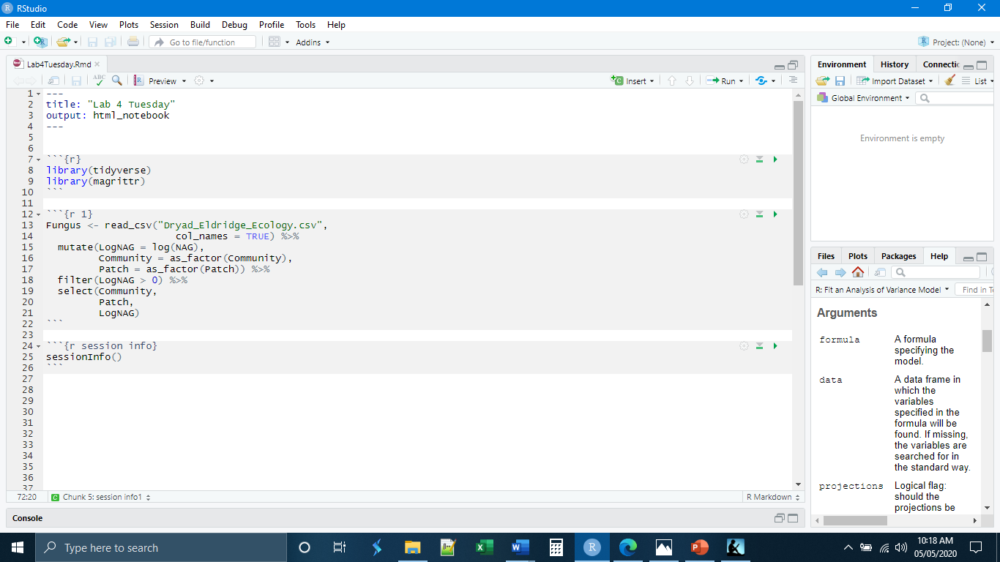 RStudio
File Edit Code View Plots Session Build Debug Profile Tools Help
Go to file/function Addins Project: (None)
Lab4Tuesday.Rmd
ABC Preview Insert Run
1 ---
2 title: "Lab 4 Tuesday"
3 output: html_notebook
4 ---
5
6
7 ```{r}
8 library(tidyverse)
9 library(magrittr)
10 ```
11
12 ```{r 1}
13 Fungus <- read_csv("Dryad_Eldridge_Ecology.csv",
14                       col_names = TRUE) %>%
15   mutate(LogNAG = log(NAG),
16          Community = as_factor(Community),
17          Patch = as_factor(Patch)) %>%
18   filter(LogNAG > 0) %>%
19   select(Community,
20          Patch,
21          LogNAG)
22 ```
23
24 ```{r session info}
25 sessionInfo()
26 ```
27
28
29
30
31
32
33
34
35
36
37
72:20 C Chunk 5: session info1 R Markdown
Console
Environment History Connectic
Import Dataset List
Global Environment
Environment is empty
Files Plots Packages Help
R: Fit an Analysis of Variance Model Find in T
Arguments
formula A formula
specifying the
model.
data A data frame in
which the
variables
specified in the
formula will be
found. If missing,
the variables are
searched for in
the standard way.
projections Logical flag:
should the
projections be
Type here to search
10:18 AM
05/05/2020